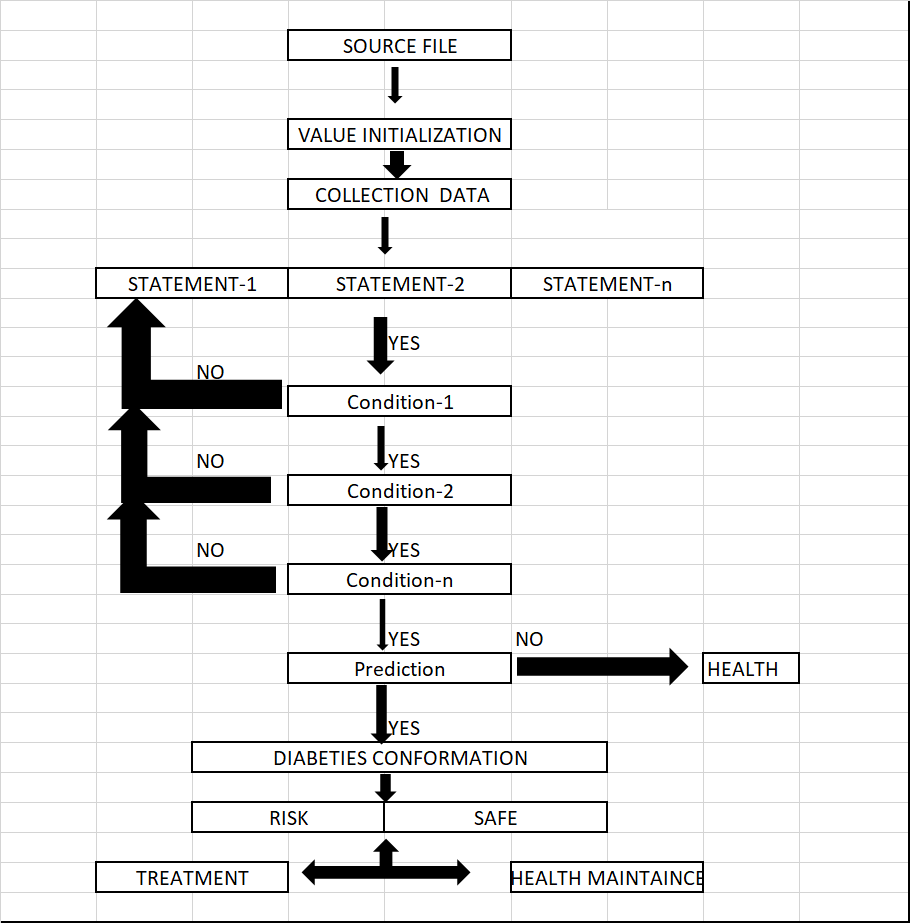 SOURCE FILE
VALUE INITIALIZATION
COLLECTION DATA
STATEMENT-1 STATEMENT-2 STATEMENT-n
YES
NO
Condition-1
NO YES
Condition-2
NO YES
Condition-n
YES NO
Prediction HEALTH
YES
DIABETIES CONFORMATION
RISK SAFE
TREATMENT HEALTH MAINTAINCE